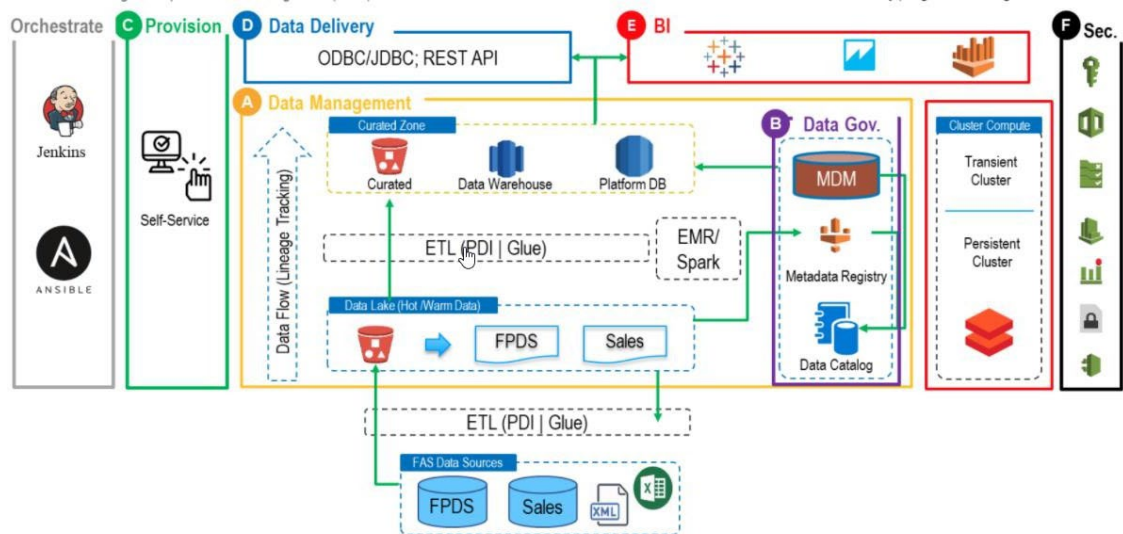 Orchestrate
C Provision
D Data Delivery
E BI
F Sec.
ODBC/JDBC; REST API
A Data Management
Jenkins
Self-Service
ANSIBLE
Data Flow (Lineage Tracking)
Curated Zone
Curated
Data Warehouse
Platform DB
ETL (PDI | Glue)
EMR/
Spark
Data Lake (Hot /Warm Data)
FPDS
Sales
B Data Gov.
MDM
Metadata Registry
Data Catalog
Cluster Compute
Transient
Cluster
Persistent
Cluster
ETL (PDI | Glue)
FAS Data Sources
FPDS
Sales
XML
X